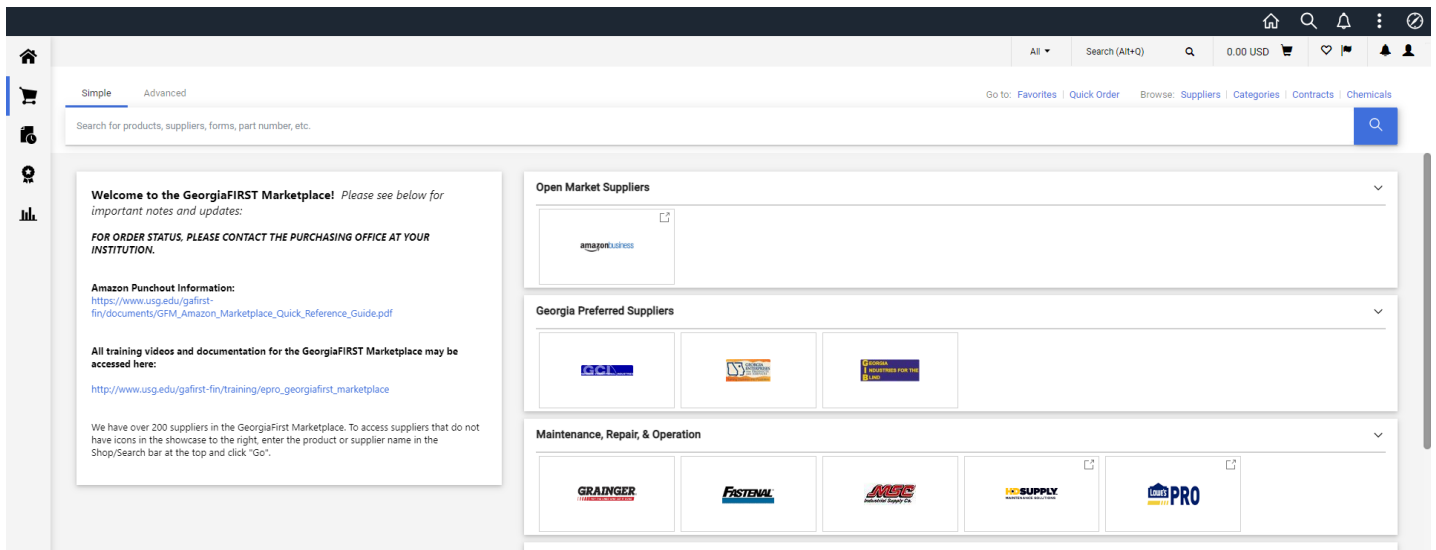 All
Search (Alt+Q)
0.00 USD
Simple
Advanced
Go to: Favorites | Quick Order
Browse: Suppliers | Categories | Contracts | Chemicals
Search for products, suppliers, forms, part number, etc.
Welcome to the GeorgiaFIRST Marketplace! Please see below for
important notes and updates:
FOR ORDER STATUS, PLEASE CONTACT THE PURCHASING OFFICE AT YOUR
INSTITUTION.
Amazon Punchout Information:
https://www.usg.edu/gafirst-
fin/documents/GFM_Amazon_Marketplace_Quick_Reference_Guide.pdf
All training videos and documentation for the GeorgiaFIRST Marketplace may be
accessed here:
http://www.usg.edu/gafirst-fin/training/epro_georgiafirst_marketplace
We have over 200 suppliers in the GeorgiaFirst Marketplace. To access suppliers that do not
have icons in the showcase to the right, enter the product or supplier name in the
Shop/Search bar at the top and click "Go".
Open Market Suppliers
amazonbusiness
Georgia Preferred Suppliers
GCI
GEORGIA
ENTERPRISES
GEORGIA
INDUSTRIES FOR THE
BLIND
Maintenance, Repair, & Operation
GRAINGER
FASTENAL
MSC
Industrial Supply Co.
HD SUPPLY
MAINTENANCE SOLUTIONS
LOWE'S PRO